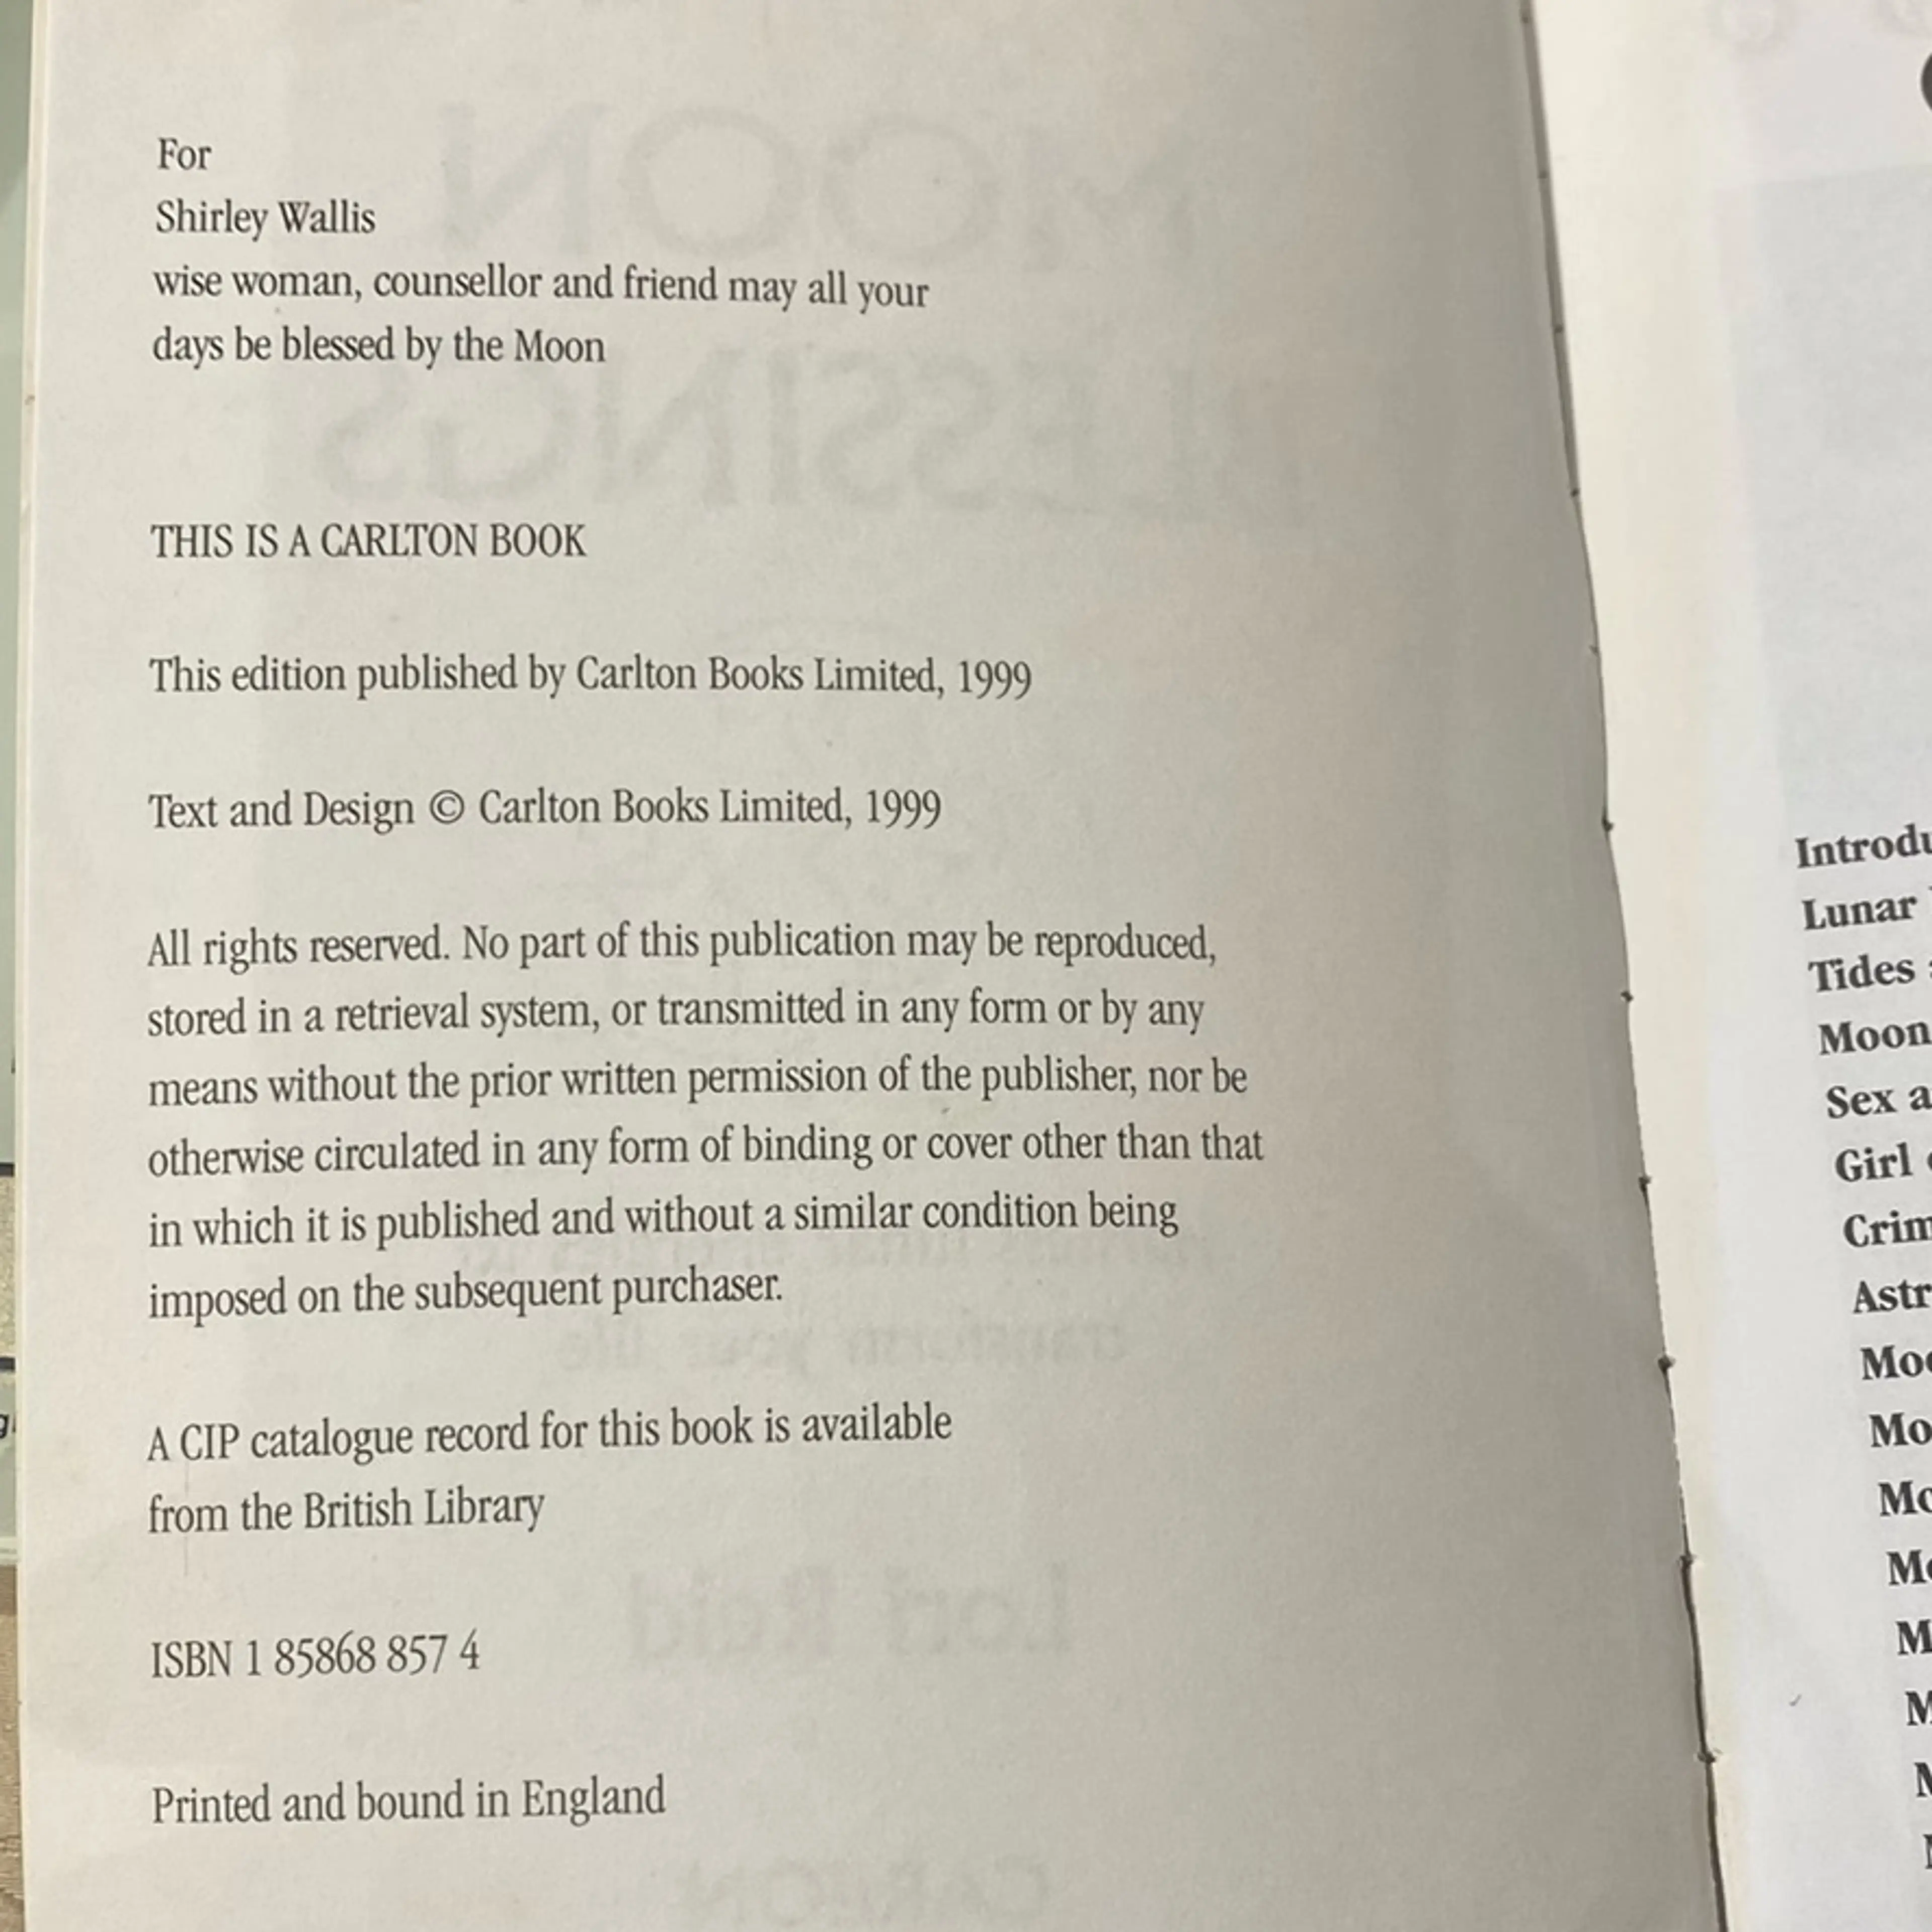 For
Shirley Wallis
wise woman, counsellor and friend may all your
days be blessed by the Moon
THIS IS A CARLTON BOOK
This edition published by Carlton Books Limited, 1999
Text and Design © Carlton Books Limited, 1999
All rights reserved. No part of this publication may be reproduced,
stored in a retrieval system, or transmitted in any form or by any
means without the prior written permission of the publisher, nor be
otherwise circulated in any form of binding or cover other than that
in which it is published and without a similar condition being
imposed on the subsequent purchaser.
A CIP catalogue record for this book is available
from the British Library
ISBN 1 85868 857 4
Printed and bound in England
Lunar
Tides
Moon
Sex
Girl